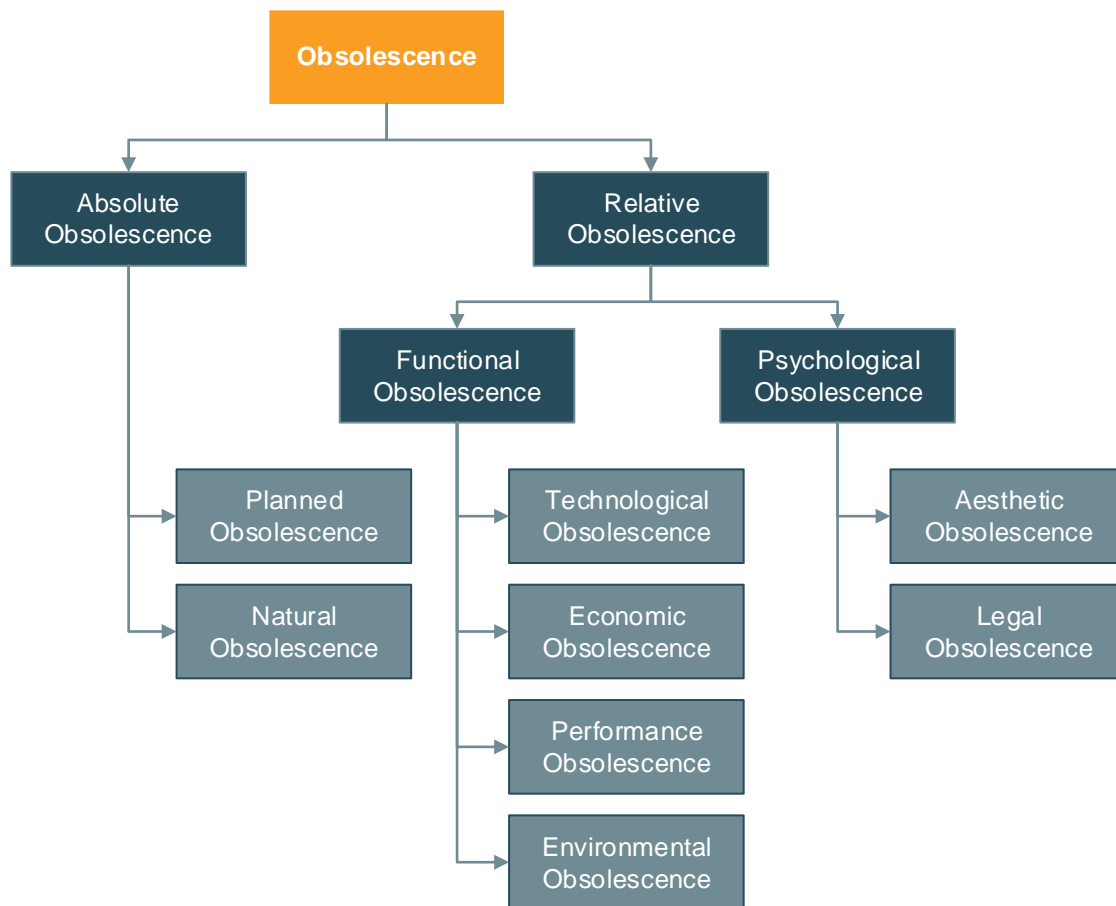 Obsolescence
Absolute
Obsolescence
Relative
Obsolescence
Functional
Obsolescence
Psychological
Obsolescence
Planned
Obsolescence
Technological
Obsolescence
Aesthetic
Obsolescence
Natural
Obsolescence
Economic
Obsolescence
Legal
Obsolescence
Performance
Obsolescence
Environmental
Obsolescence